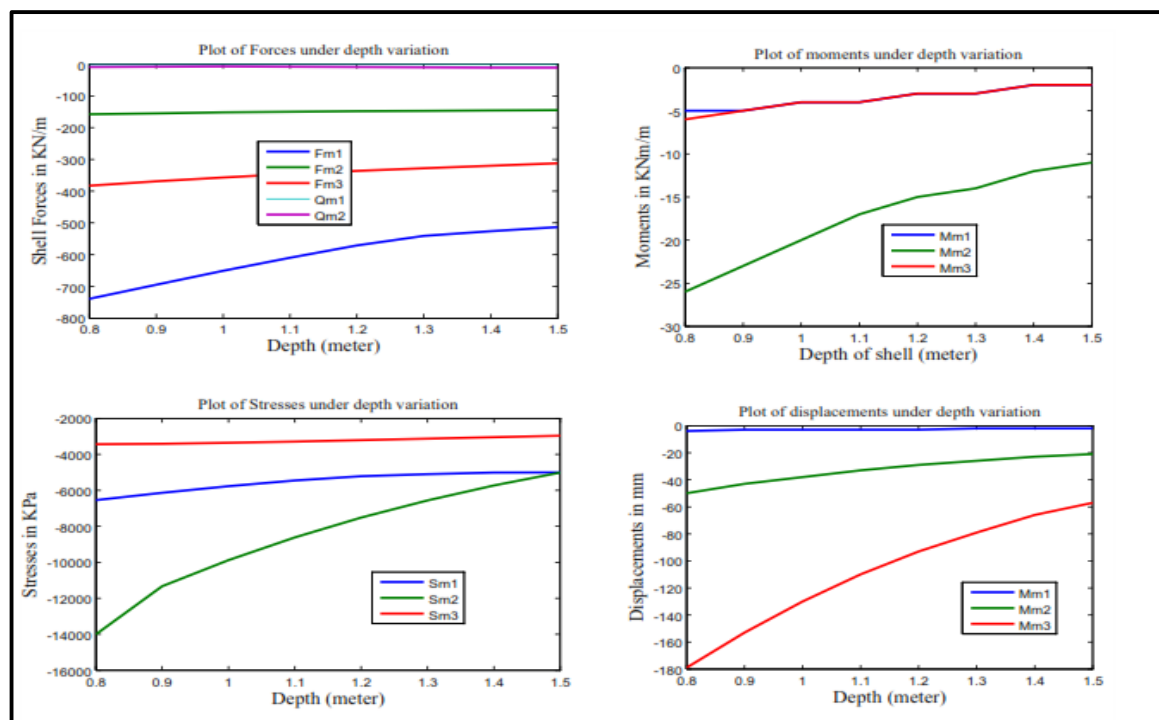 Plot of Forces under depth variation
Shell Forces in KN/m
0
-100
-200
-300
-400
-500
-600
-700
-800
Fm1
Fm2
Fm3
Qm1
Qm2
0.8 0.9 1 1.1 1.2 1.3 1.4 1.5
Depth (meter)
Plot of moments under depth variation
Moments in KNm/m
0
-5
-10
-15
-20
-25
-30
Mm1
Mm2
Mm3
0.8 0.9 1 1.1 1.2 1.3 1.4 1.5
Depth of shell (meter)
Plot of Stresses under depth variation
Stresses in KPa
-2000
-4000
-6000
-8000
-10000
-12000
-14000
-16000
Sm1
Sm2
Sm3
0.8 0.9 1 1.1 1.2 1.3 1.4 1.5
Depth (meter)
Plot of displacements under depth variation
Displacements in mm
0
-20
-40
-60
-80
-100
-120
-140
-160
-180
Mm1
Mm2
Mm3
0.8 0.9 1 1.1 1.2 1.3 1.4 1.5
Depth (meter)